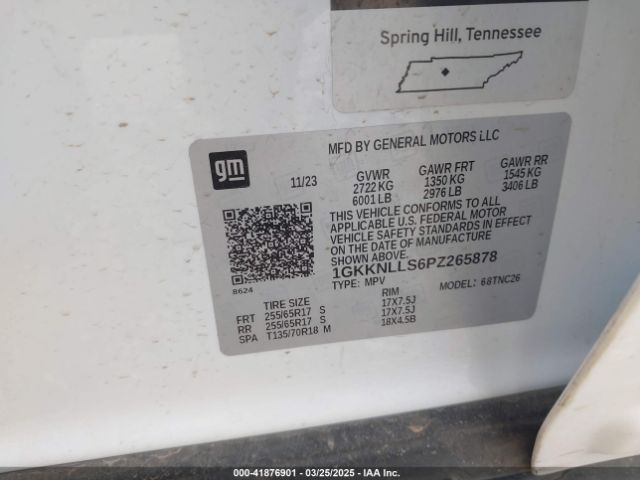 Spring Hill, Tennessee
gm
MFD BY GENERAL MOTORS LLC
11/23
GVWR GAWR FRT GAWR RR
2722 KG 1350 KG 1545 KG
6001 LB 2976 LB 3406 LB
THIS VEHICLE CONFORMS TO ALL
APPLICABLE U.S. FEDERAL MOTOR
VEHICLE SAFETY STANDARDS IN EFFECT
ON THE DATE OF MANUFACTURE
SHOWN ABOVE.
1GKKNLLS6PZ265878
8624
TYPE: MPV MODEL: 68TNC26
TIRE SIZE RIM
FRT 255/65R17 S 17X7.5J
RR 255/65R17 S 17X7.5J
SPA T135/70R18 M 18X4.5B
000-41876901 - 03/25/2025 - IAA Inc.